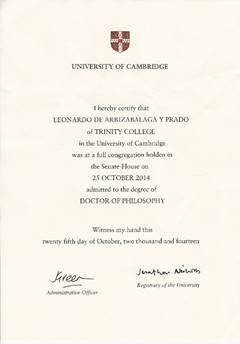 UNIVERSITY OF CAMBRIDGE
I hereby certify that
LEONARDO DE ARRIZABALAGA Y PRADO
of TRINITY COLLEGE
in the University of Cambridge
was at a full congregation holden in
the Senate-House on
25 OCTOBER 2014
admitted to the degree of
DOCTOR OF PHILOSOPHY
Witness my hand this
twenty fifth day of October, two thousand and fourteen
Jonathan Nicholls
Administrative Officer
Registrary of the University